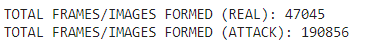 TOTAL FRAMES/IMAGES FORMED (REAL): 47045
TOTAL FRAMES/IMAGES FORMED (ATTACK): 190856